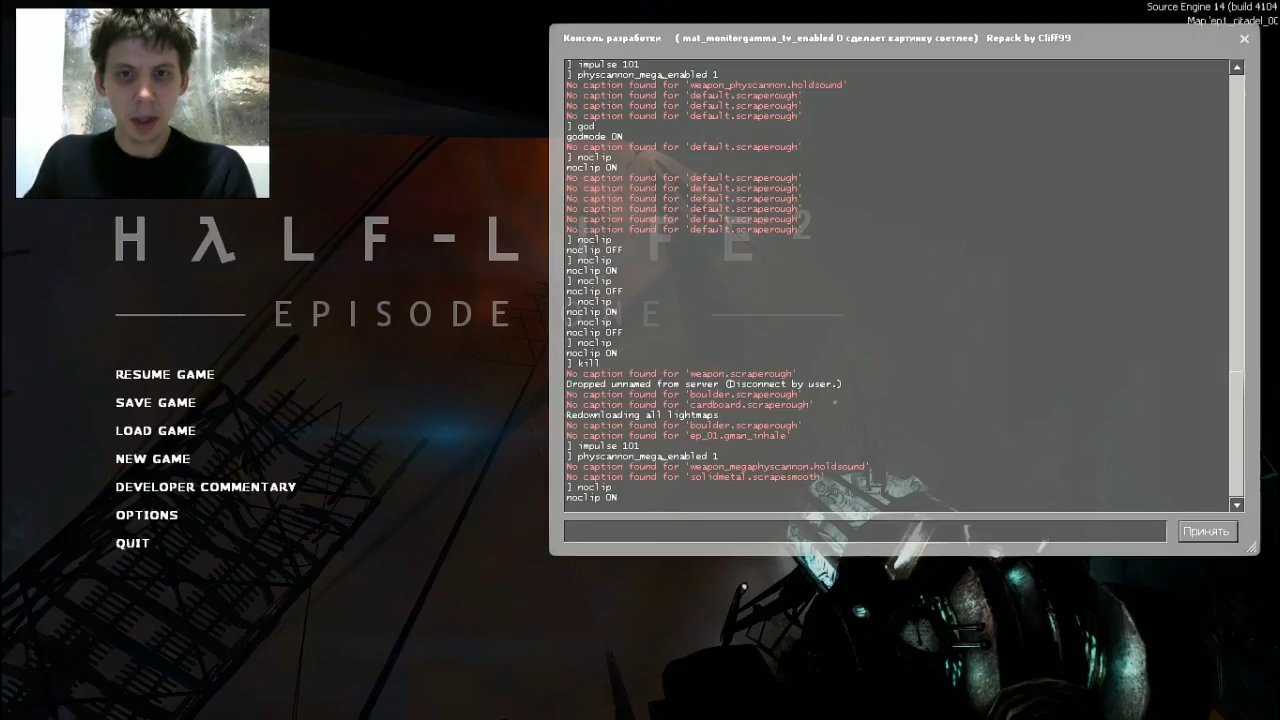 Source Engine 14 (build 4104
Map 'ep1_citadel_00
Консоль разработки ( mat_monitorgamma_tv_enabled 0 сделает картинку светлее) Repack by Cliff99
] impulse 101
] physcannon_mega_enabled 1
No caption found for 'weapon_physcannon.holdsound'
No caption found for 'default.scraperough'
No caption found for 'default.scraperough'
No caption found for 'default.scraperough'
] god
godmode ON
No caption found for 'default.scraperough'
] noclip
noclip ON
No caption found for 'default.scraperough'
No caption found for 'default.scraperough'
No caption found for 'default.scraperough'
No caption found for 'default.scraperough'
No caption found for 'default.scraperough'
No caption found for 'default.scraperough'
] noclip
noclip OFF
] noclip
noclip ON
] noclip
noclip OFF
] noclip
noclip ON
] noclip
noclip OFF
] noclip
noclip ON
] kill
No caption found for 'weapon.scraperough'
Dropped unnamed from server (Disconnect by user.)
No caption found for 'boulder.scraperough'
No caption found for 'cardboard.scraperough'
Redownloading all lightmaps
No caption found for 'boulder.scraperough'
No caption found for 'ep_01.gman_inhale'
] impulse 101
] physcannon_mega_enabled 1
No caption found for 'weapon_megaphyscannon.holdsound'
No caption found for 'solidmetal.scrapesmooth'
] noclip
noclip ON
Принять
HλLF-LIFE²
EPISODE ONE
RESUME GAME
SAVE GAME
LOAD GAME
NEW GAME
DEVELOPER COMMENTARY
OPTIONS
QUIT